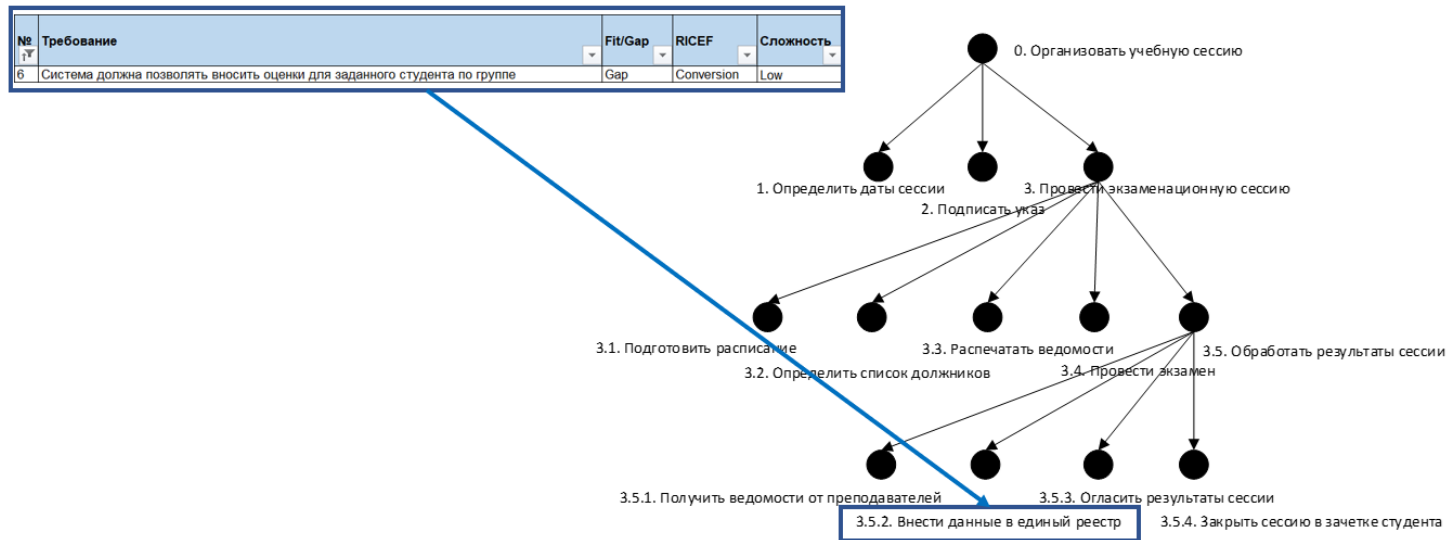 № Требование Fit/Gap RICEF Сложность
6 Система должна позволять вносить оценки для заданного студента по группе Gap Conversion Low
0. Организовать учебную сессию
1. Определить даты сессии
2. Подписать указ
3. Провести экзаменационную сессию
3.1. Подготовить расписание
3.2. Определить список должников
3.3. Распечатать ведомости
3.4. Провести экзамен
3.5. Обработать результаты сессии
3.5.1. Получить ведомости от преподавателей
3.5.2. Внести данные в единый реестр
3.5.3. Огласить результаты сессии
3.5.4. Закрыть сессию в зачетке студента